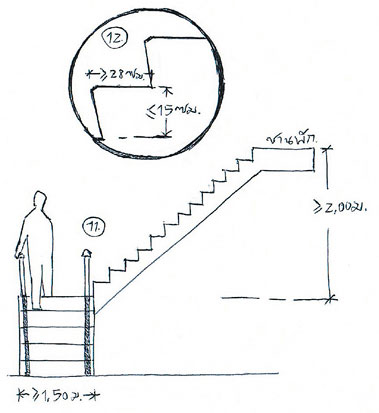 12.
≥28 ซม.
≤15 ซม.
ชานพัก.
11.
≥2,00 ม.
≥1,50 ม.